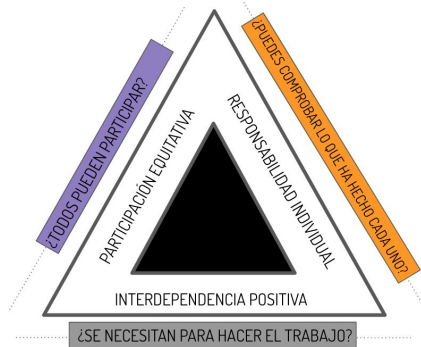 ¿TODOS PUEDEN PARTICIPAR?
PARTICIPACIÓN EQUITATIVA
RESPONSABILIDAD INDIVIDUAL
¿PUEDES COMPROBAR LO QUE HA HECHO CADA UNO?
INTERDEPENDENCIA POSITIVA
¿SE NECESITAN PARA HACER EL TRABAJO?